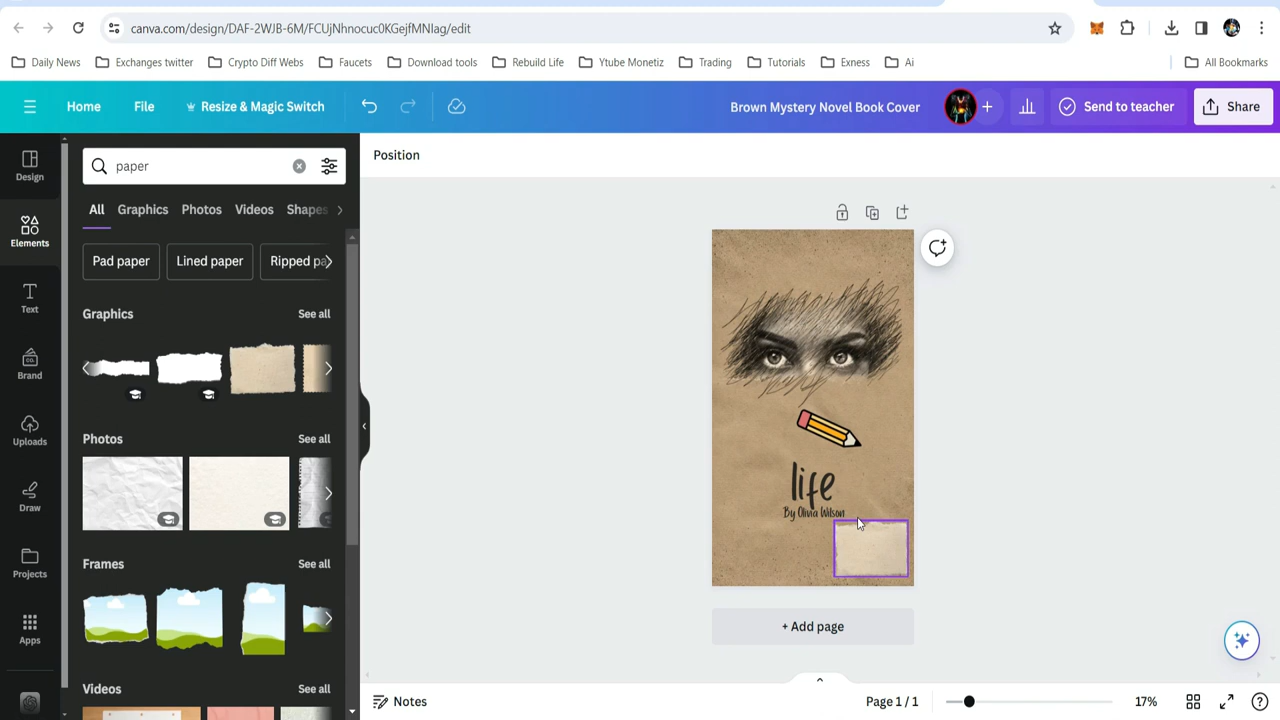 canva.com/design/DAF-2WJB-6M/FCUjNhnocuc0KGejfMNlag/edit
Daily News
Exchanges twitter
Crypto Diff Webs
Faucets
Download tools
Rebuild Life
Ytube Monetiz
Trading
Tutorials
Exness
Ai
All Bookmarks
Home
File
Resize & Magic Switch
Brown Mystery Novel Book Cover
Send to teacher
Share
Design
Elements
Text
Brand
Uploads
Draw
Projects
Apps
paper
All
Graphics
Photos
Videos
Shapes
Pad paper
Lined paper
Ripped pa
Graphics
See all
Photos
See all
Frames
See all
Videos
See all
Position
life
By Olivia Wilson
+ Add page
Notes
Page 1 / 1
17%